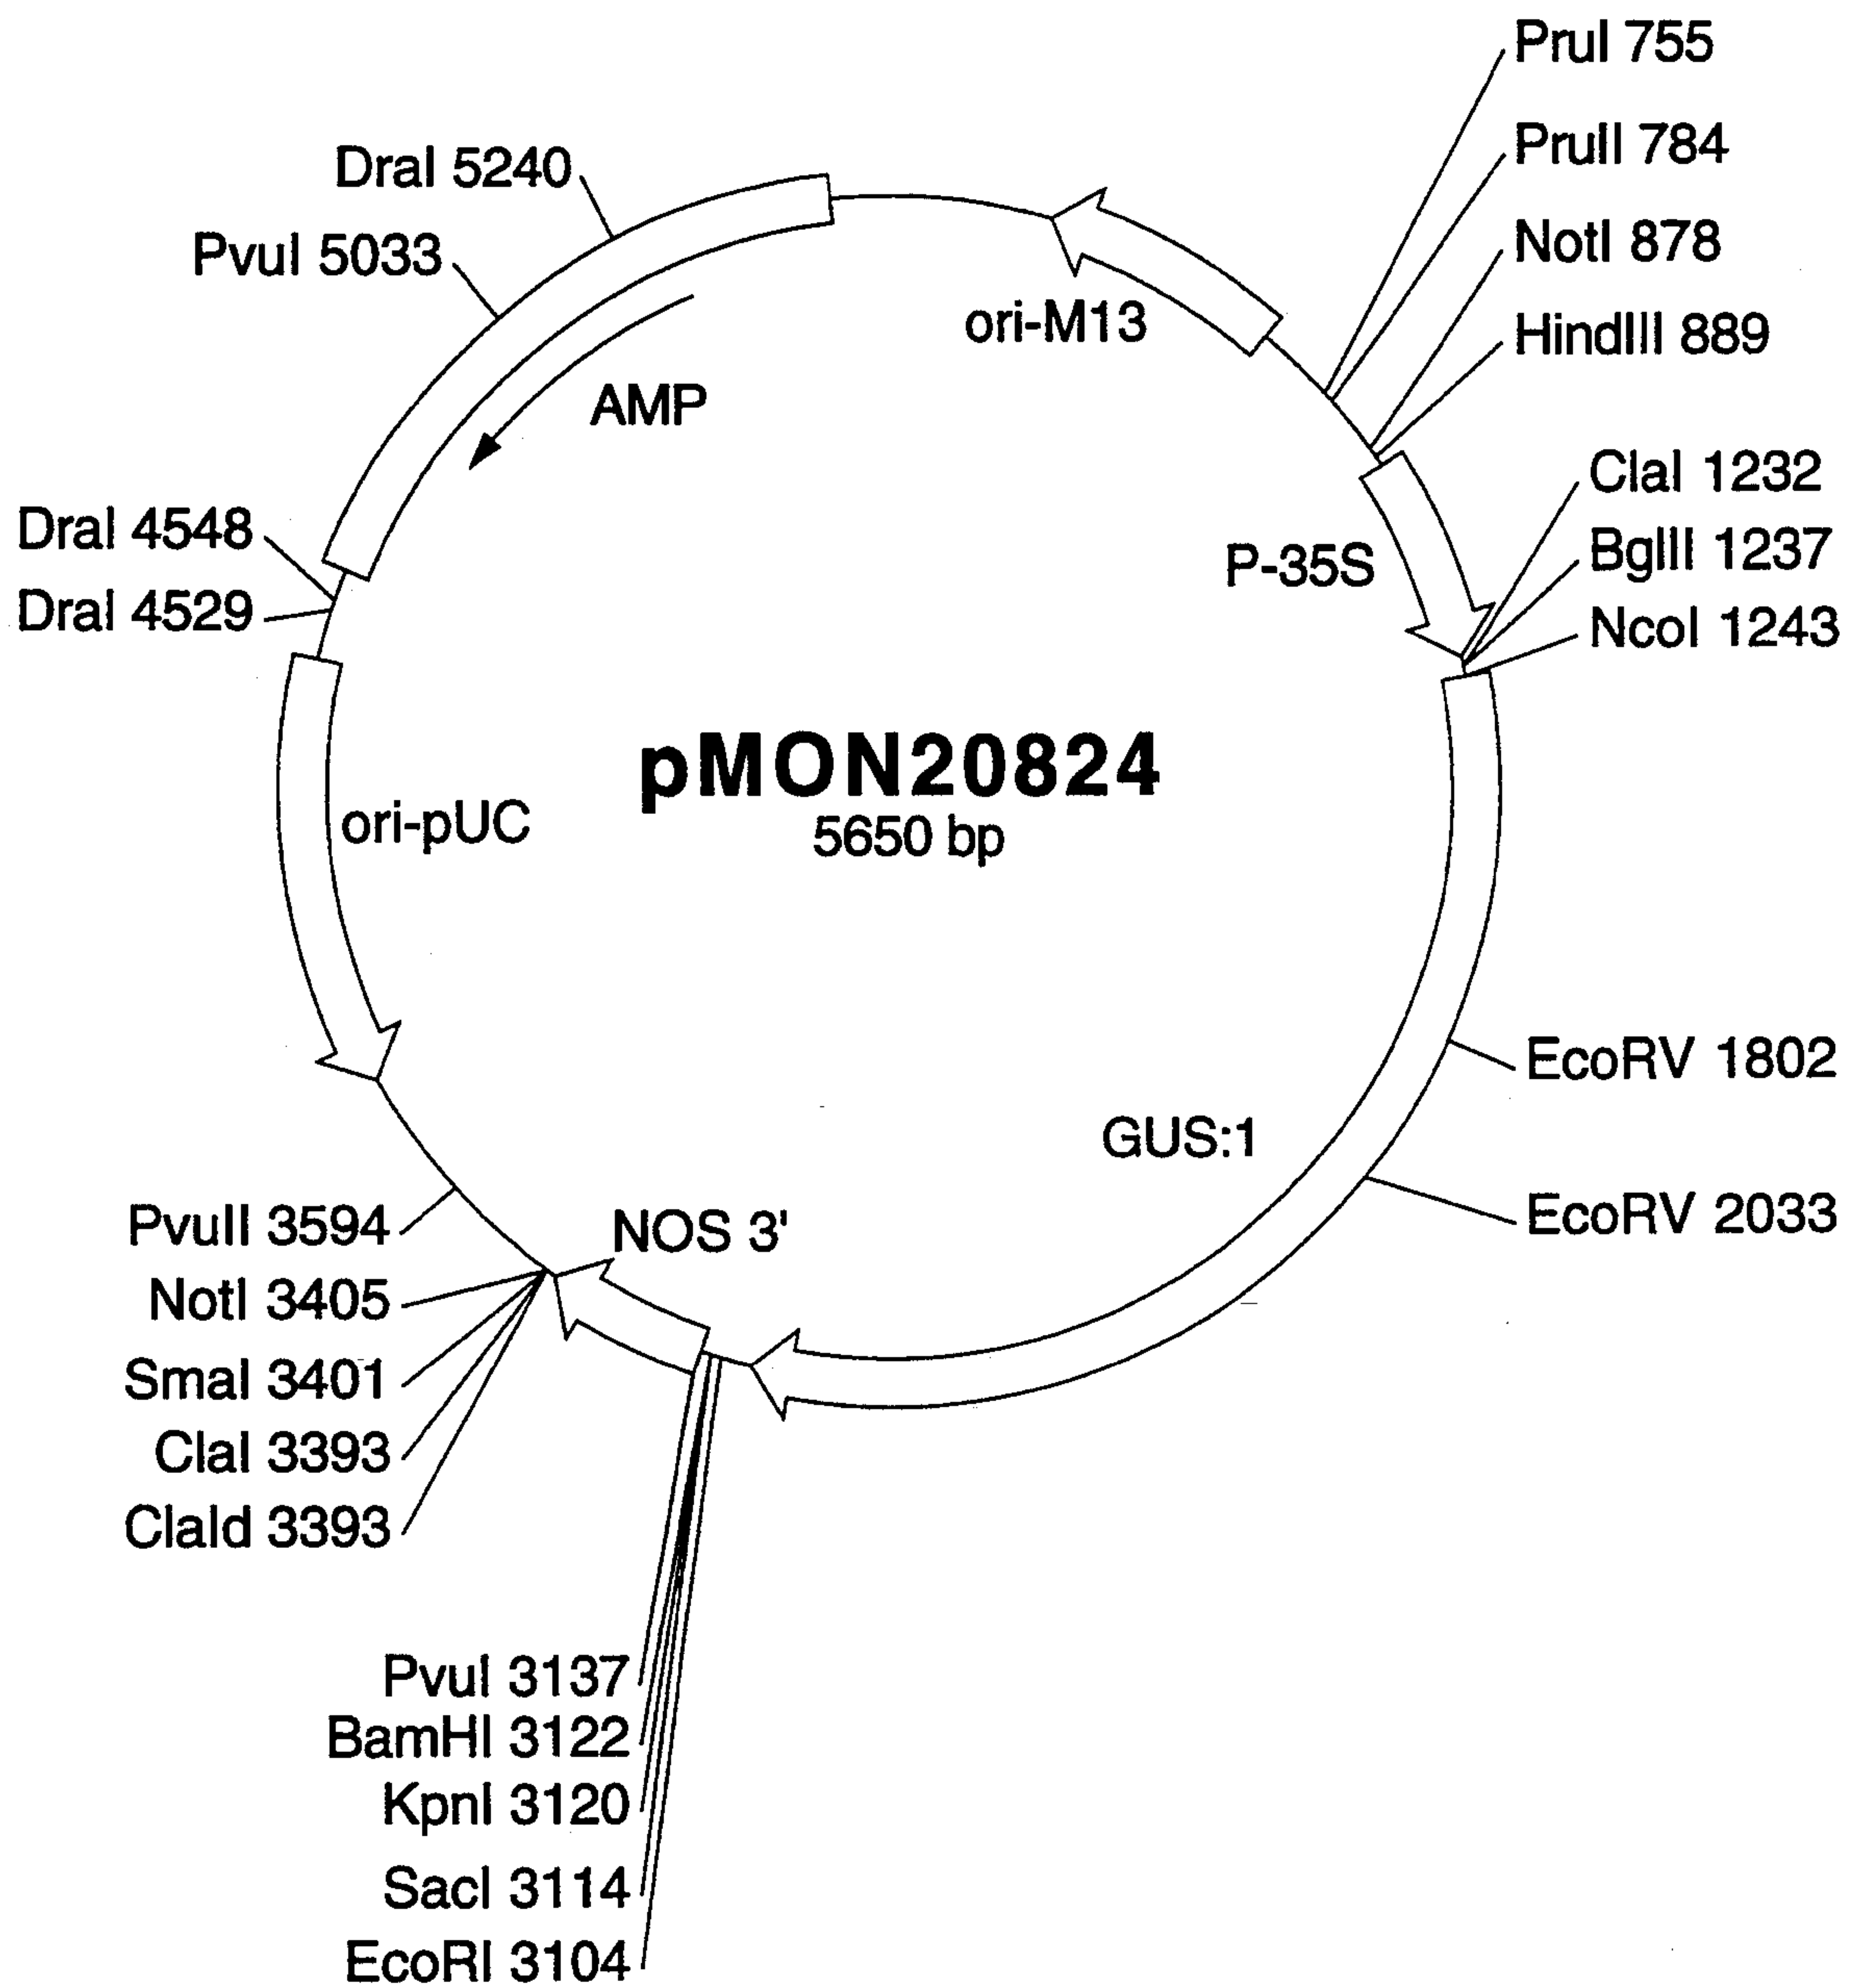 PruI 755
PruII 784
NotI 878
HindIII 889
ClaI 1232
BglII 1237
NcoI 1243
EcoRV 1802
EcoRV 2033
DraI 5240
PvuI 5033
DraI 4548
DraI 4529
ori-M13
AMP
P-35S
pMON20824
5650 bp
ori-pUC
GUS:1
NOS 3'
PvuII 3594
NotI 3405
SmaI 3401
ClaI 3393
ClaId 3393
PvuI 3137
BamHI 3122
KpnI 3120
SacI 3114
EcoRI 3104